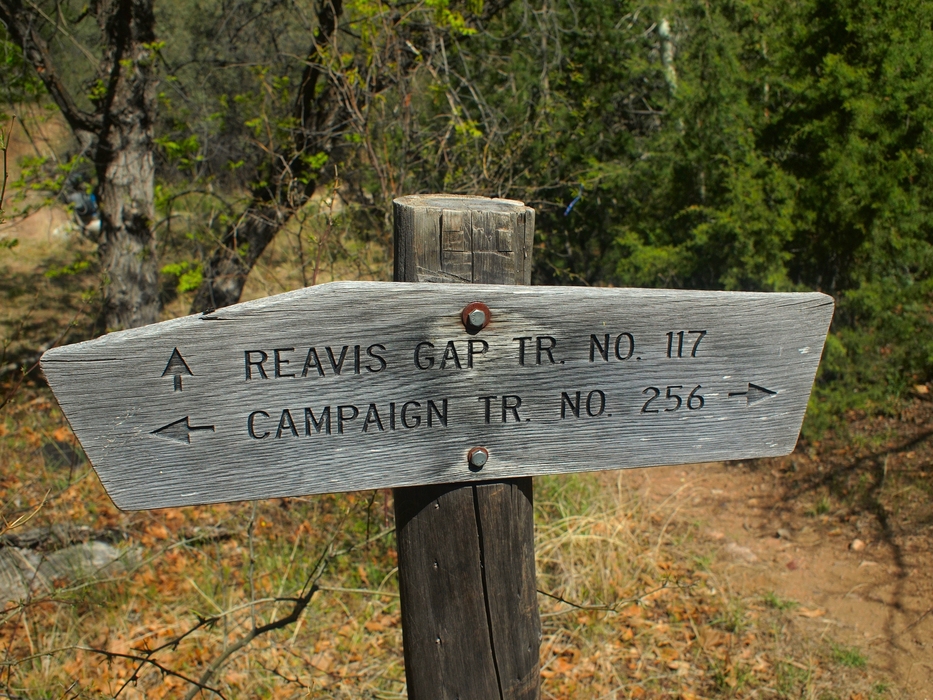 REAVIS GAP TR. NO. 117
CAMPAIGN TR. NO. 256